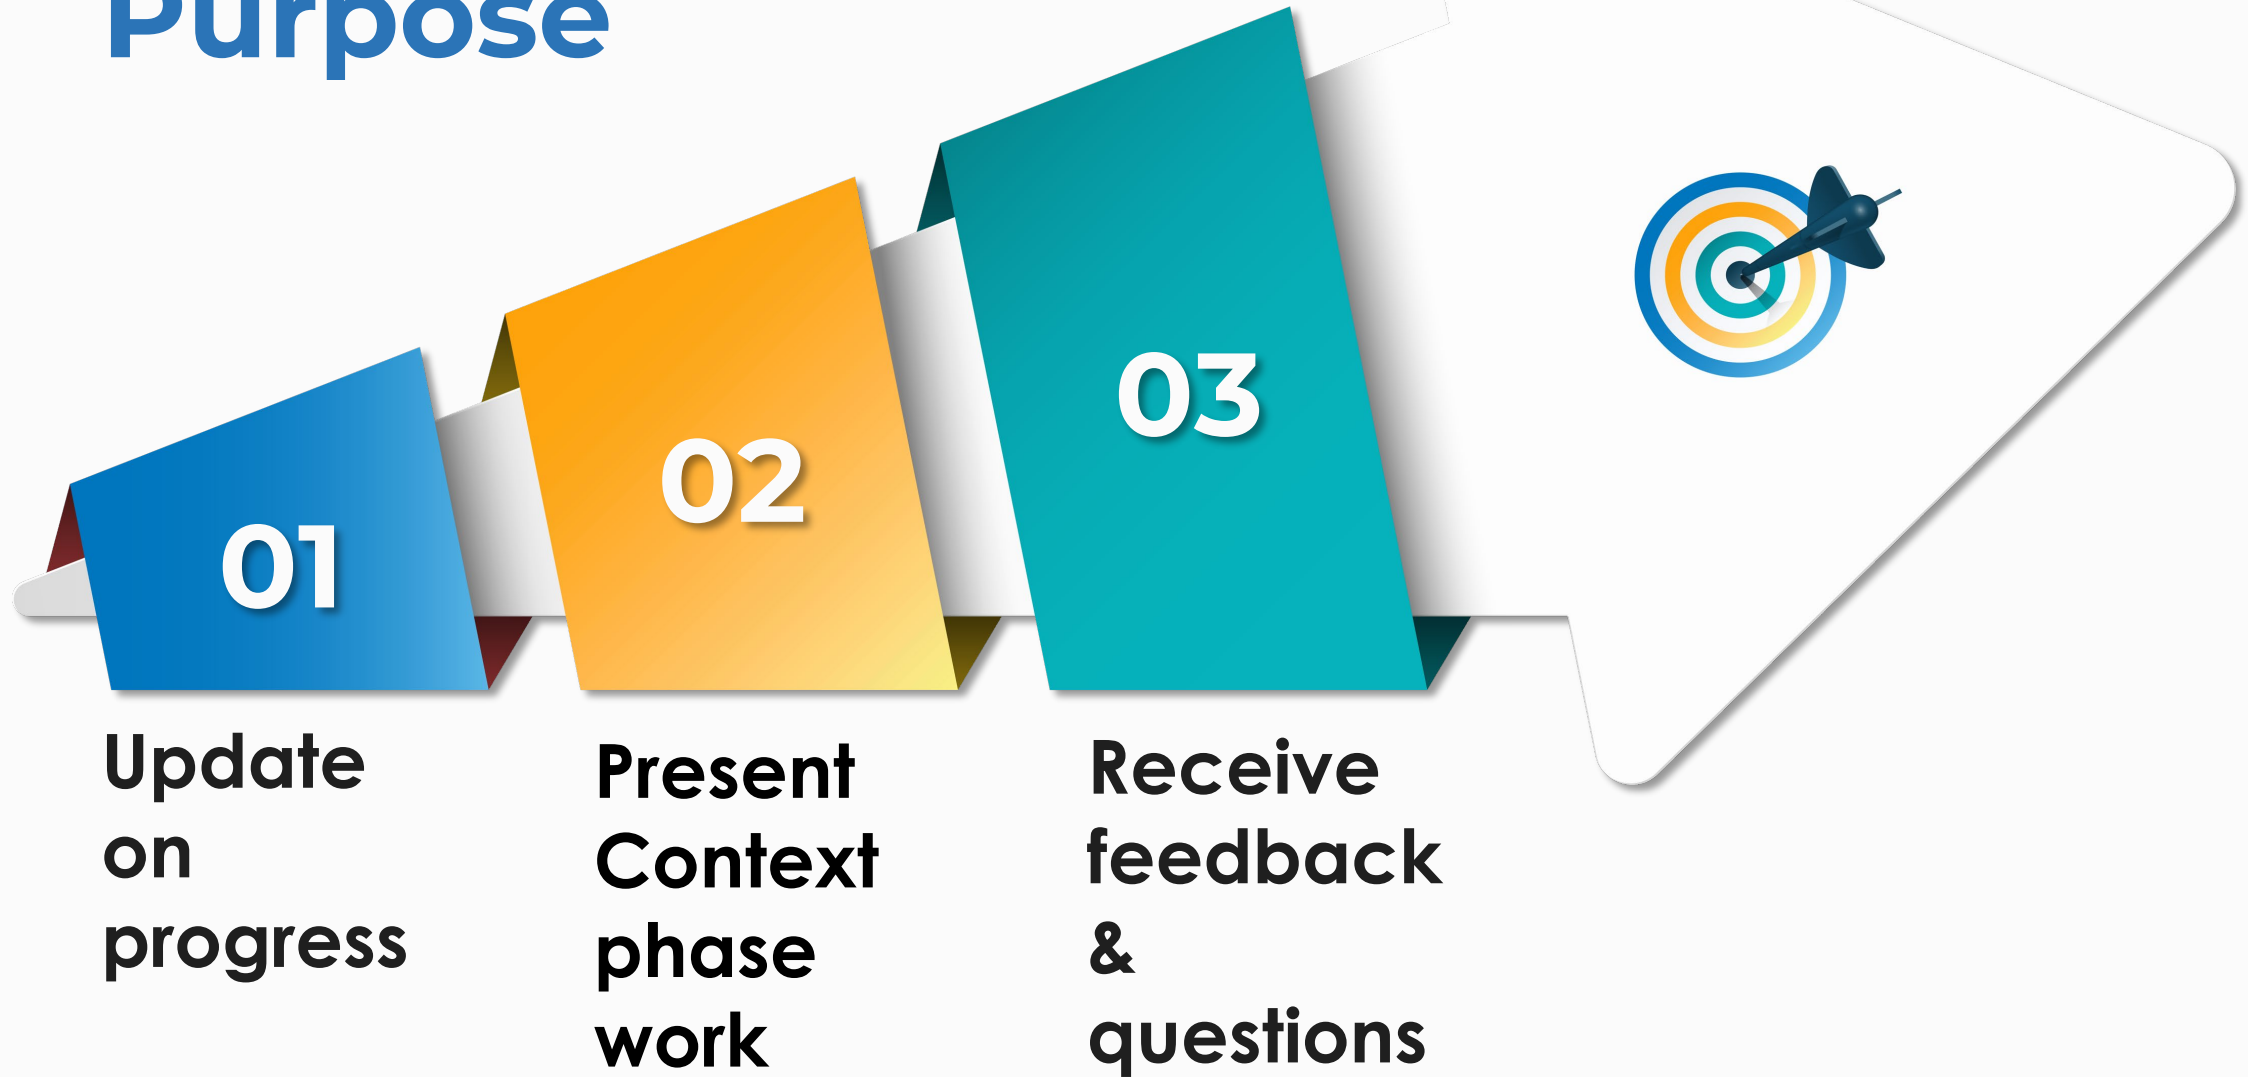 Purpose
01
02
03
Update
on
progress
Present
Context
phase
work
Receive
feedback
&
questions